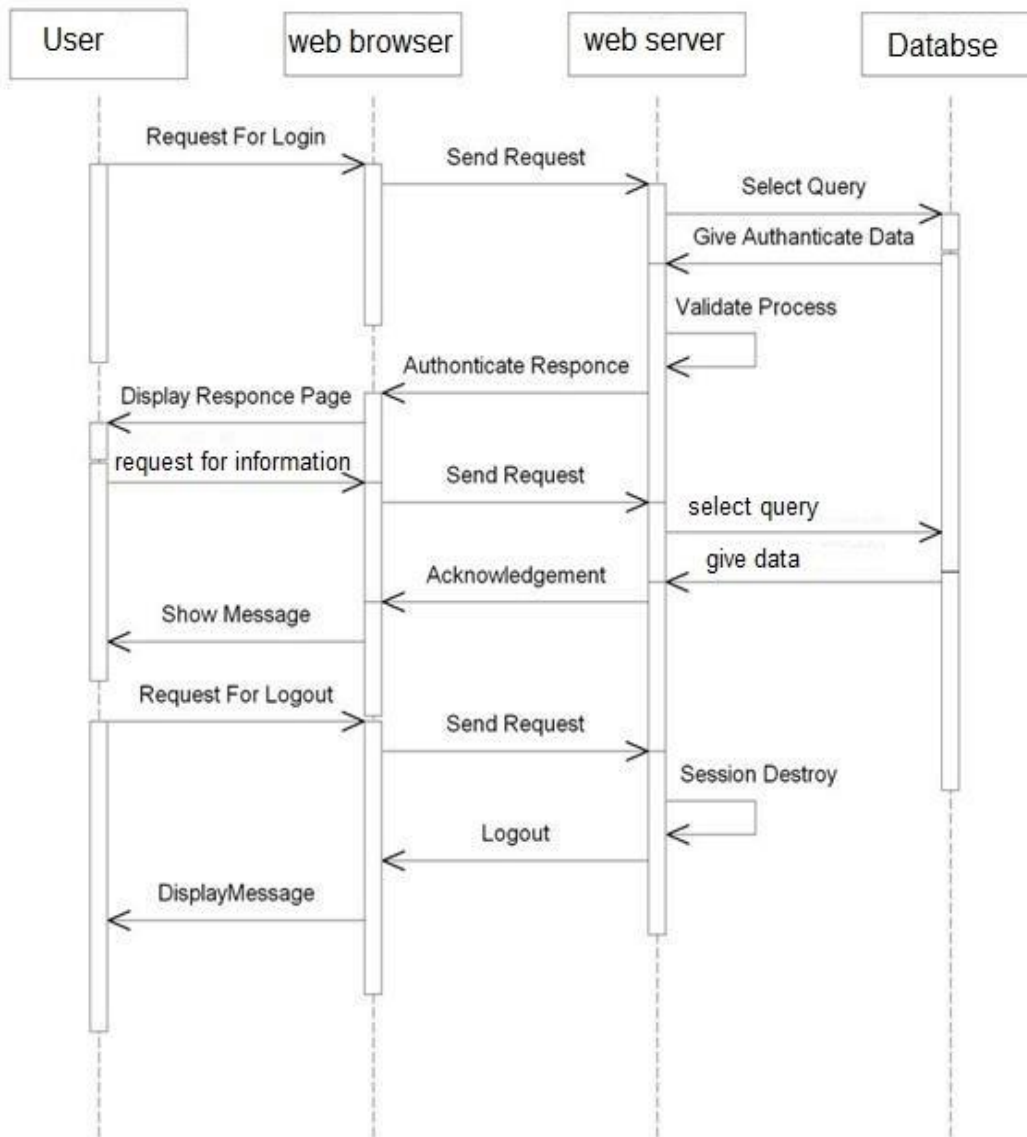 User
web browser
web server
Databse
Request For Login
Send Request
Select Query
Give Authanticate Data
Validate Process
Authonticate Responce
Display Responce Page
request for information
Send Request
select query
give data
Acknowledgement
Show Message
Request For Logout
Send Request
Session Destroy
Logout
DisplayMessage